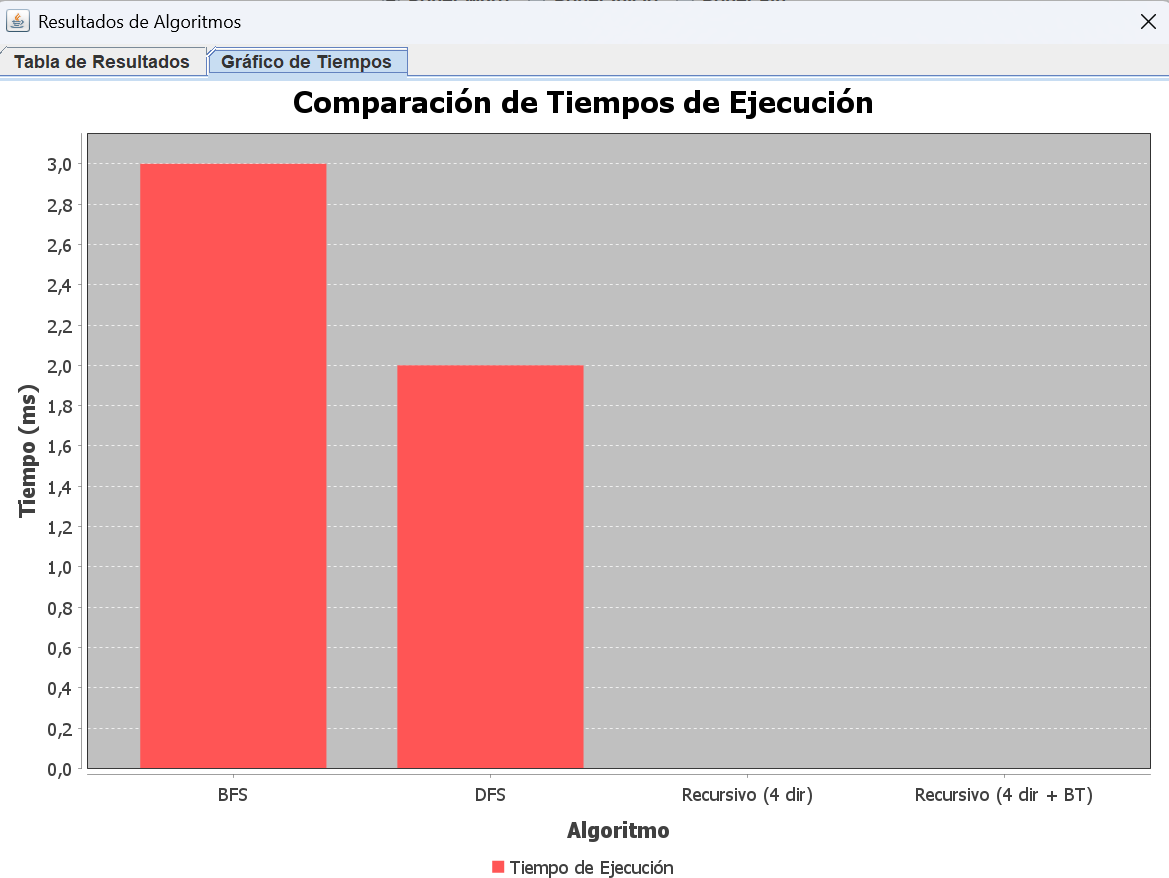 Resultados de Algoritmos
Tabla de Resultados
Gráfico de Tiempos
Comparación de Tiempos de Ejecución
Tiempo (ms)
3,0
2,8
2,6
2,4
2,2
2,0
1,8
1,6
1,4
1,2
1,0
0,8
0,6
0,4
0,2
0,0
BFS
DFS
Recursivo (4 dir)
Recursivo (4 dir + BT)
Algoritmo
Tiempo de Ejecución